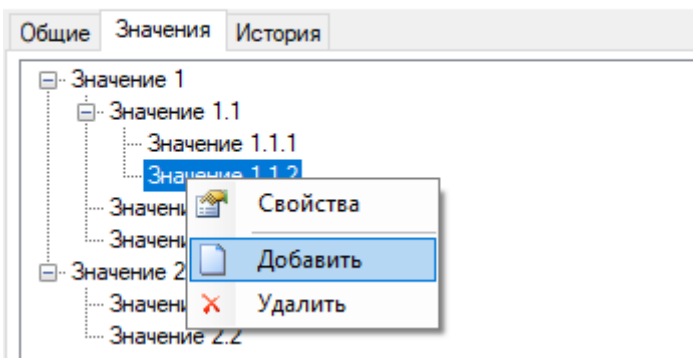 Общие Значения История
Значение 1
Значение 1.1
Значение 1.1.1
Значение 1.1.2
Свойства
Добавить
Значение 2
Удалить
Значение 2.2